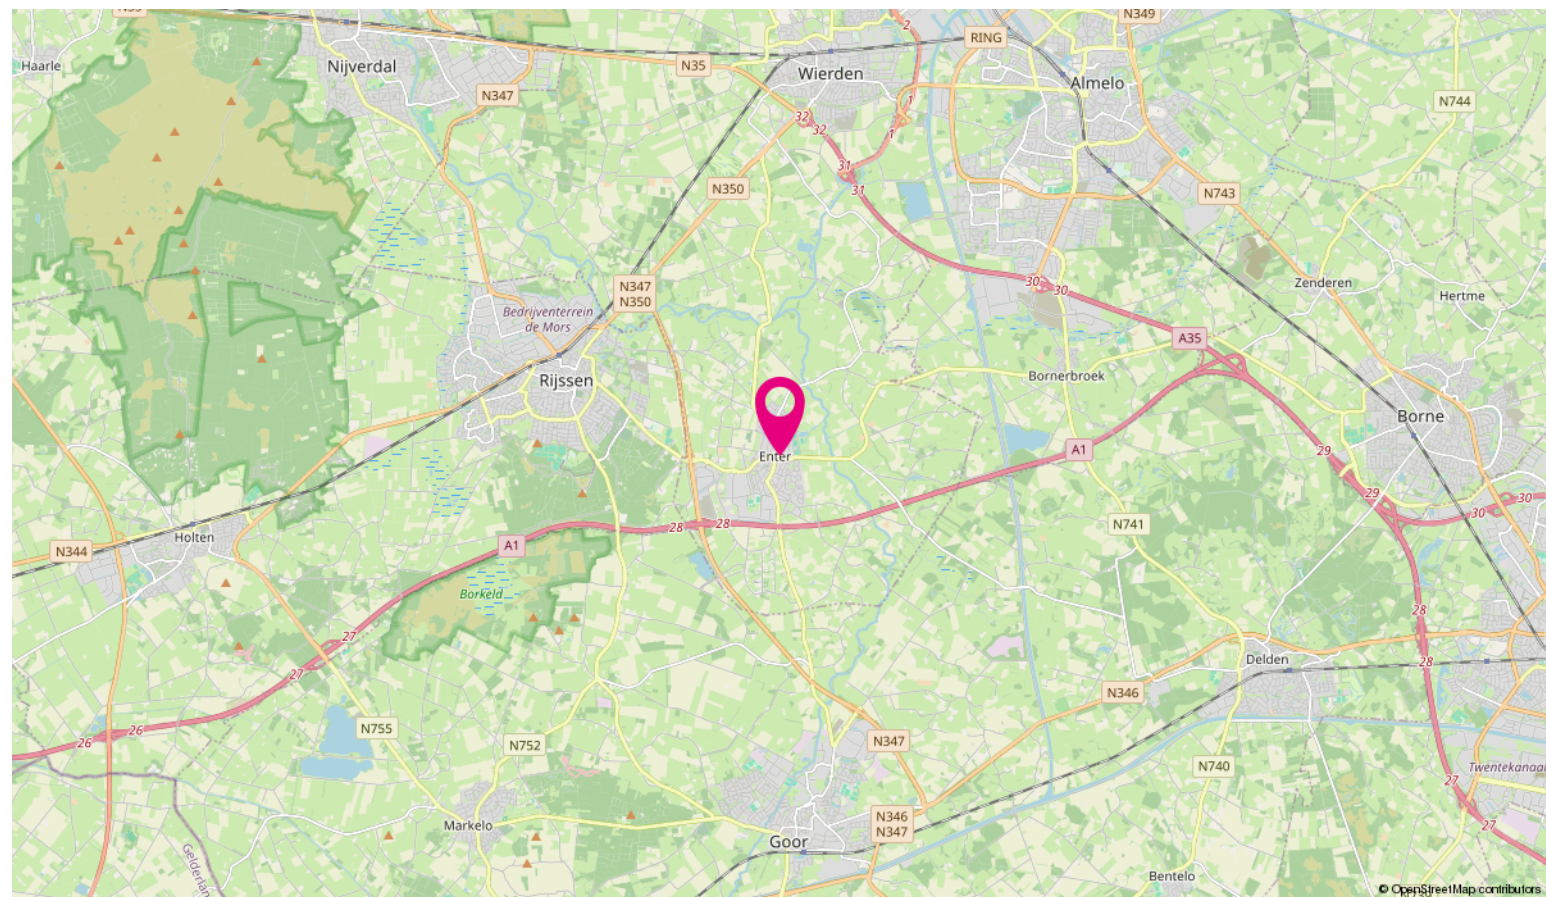 N349
2
RING
Haarle
Nijverdal
N35
Wierden
Almelo
N347
1
N744
32
32
1
31
31
N350
N743
N347
N350
30
30
Zenderen
Hertme
Bedrijventerrein
de Mors
A35
Rijssen
Bornerbroek
Borne
Enter
A1
29
29
30
30
N344
Holten
A1
28
28
N741
Borkeld
28
27
27
Delden
28
26
26
N755
N752
N346
N347
N740
Twentekanaal
27
Markelo
N346
N347
27
Goor
Gelderlan
Bentelo
© OpenStreetMap contributors